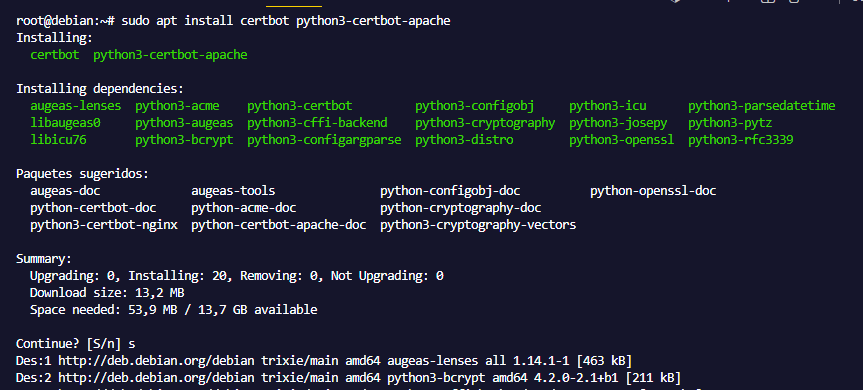 root@debian:~# sudo apt install certbot python3-certbot-apache
Installing:
certbot python3-certbot-apache
Installing dependencies:
augeas-lenses python3-acme python3-certbot python3-configobj python3-icu python3-parsedatetime
libaugeas0 python3-augeas python3-cffi-backend python3-cryptography python3-josepy python3-pytz
libicu76 python3-bcrypt python3-configargparse python3-distro python3-openssl python3-rfc3339
Paquetes sugeridos:
augeas-doc augeas-tools python-configobj-doc python-openssl-doc
python-certbot-doc python-acme-doc python-cryptography-doc
python3-certbot-nginx python-certbot-apache-doc python3-cryptography-vectors
Summary:
Upgrading: 0, Installing: 20, Removing: 0, Not Upgrading: 0
Download size: 13,2 MB
Space needed: 53,9 MB / 13,7 GB available
Continue? [S/n] s
Des:1 http://deb.debian.org/debian trixie/main amd64 augeas-lenses all 1.14.1-1 [463 kB]
Des:2 http://deb.debian.org/debian trixie/main amd64 python3-bcrypt amd64 4.2.0-2.1+b1 [211 kB]